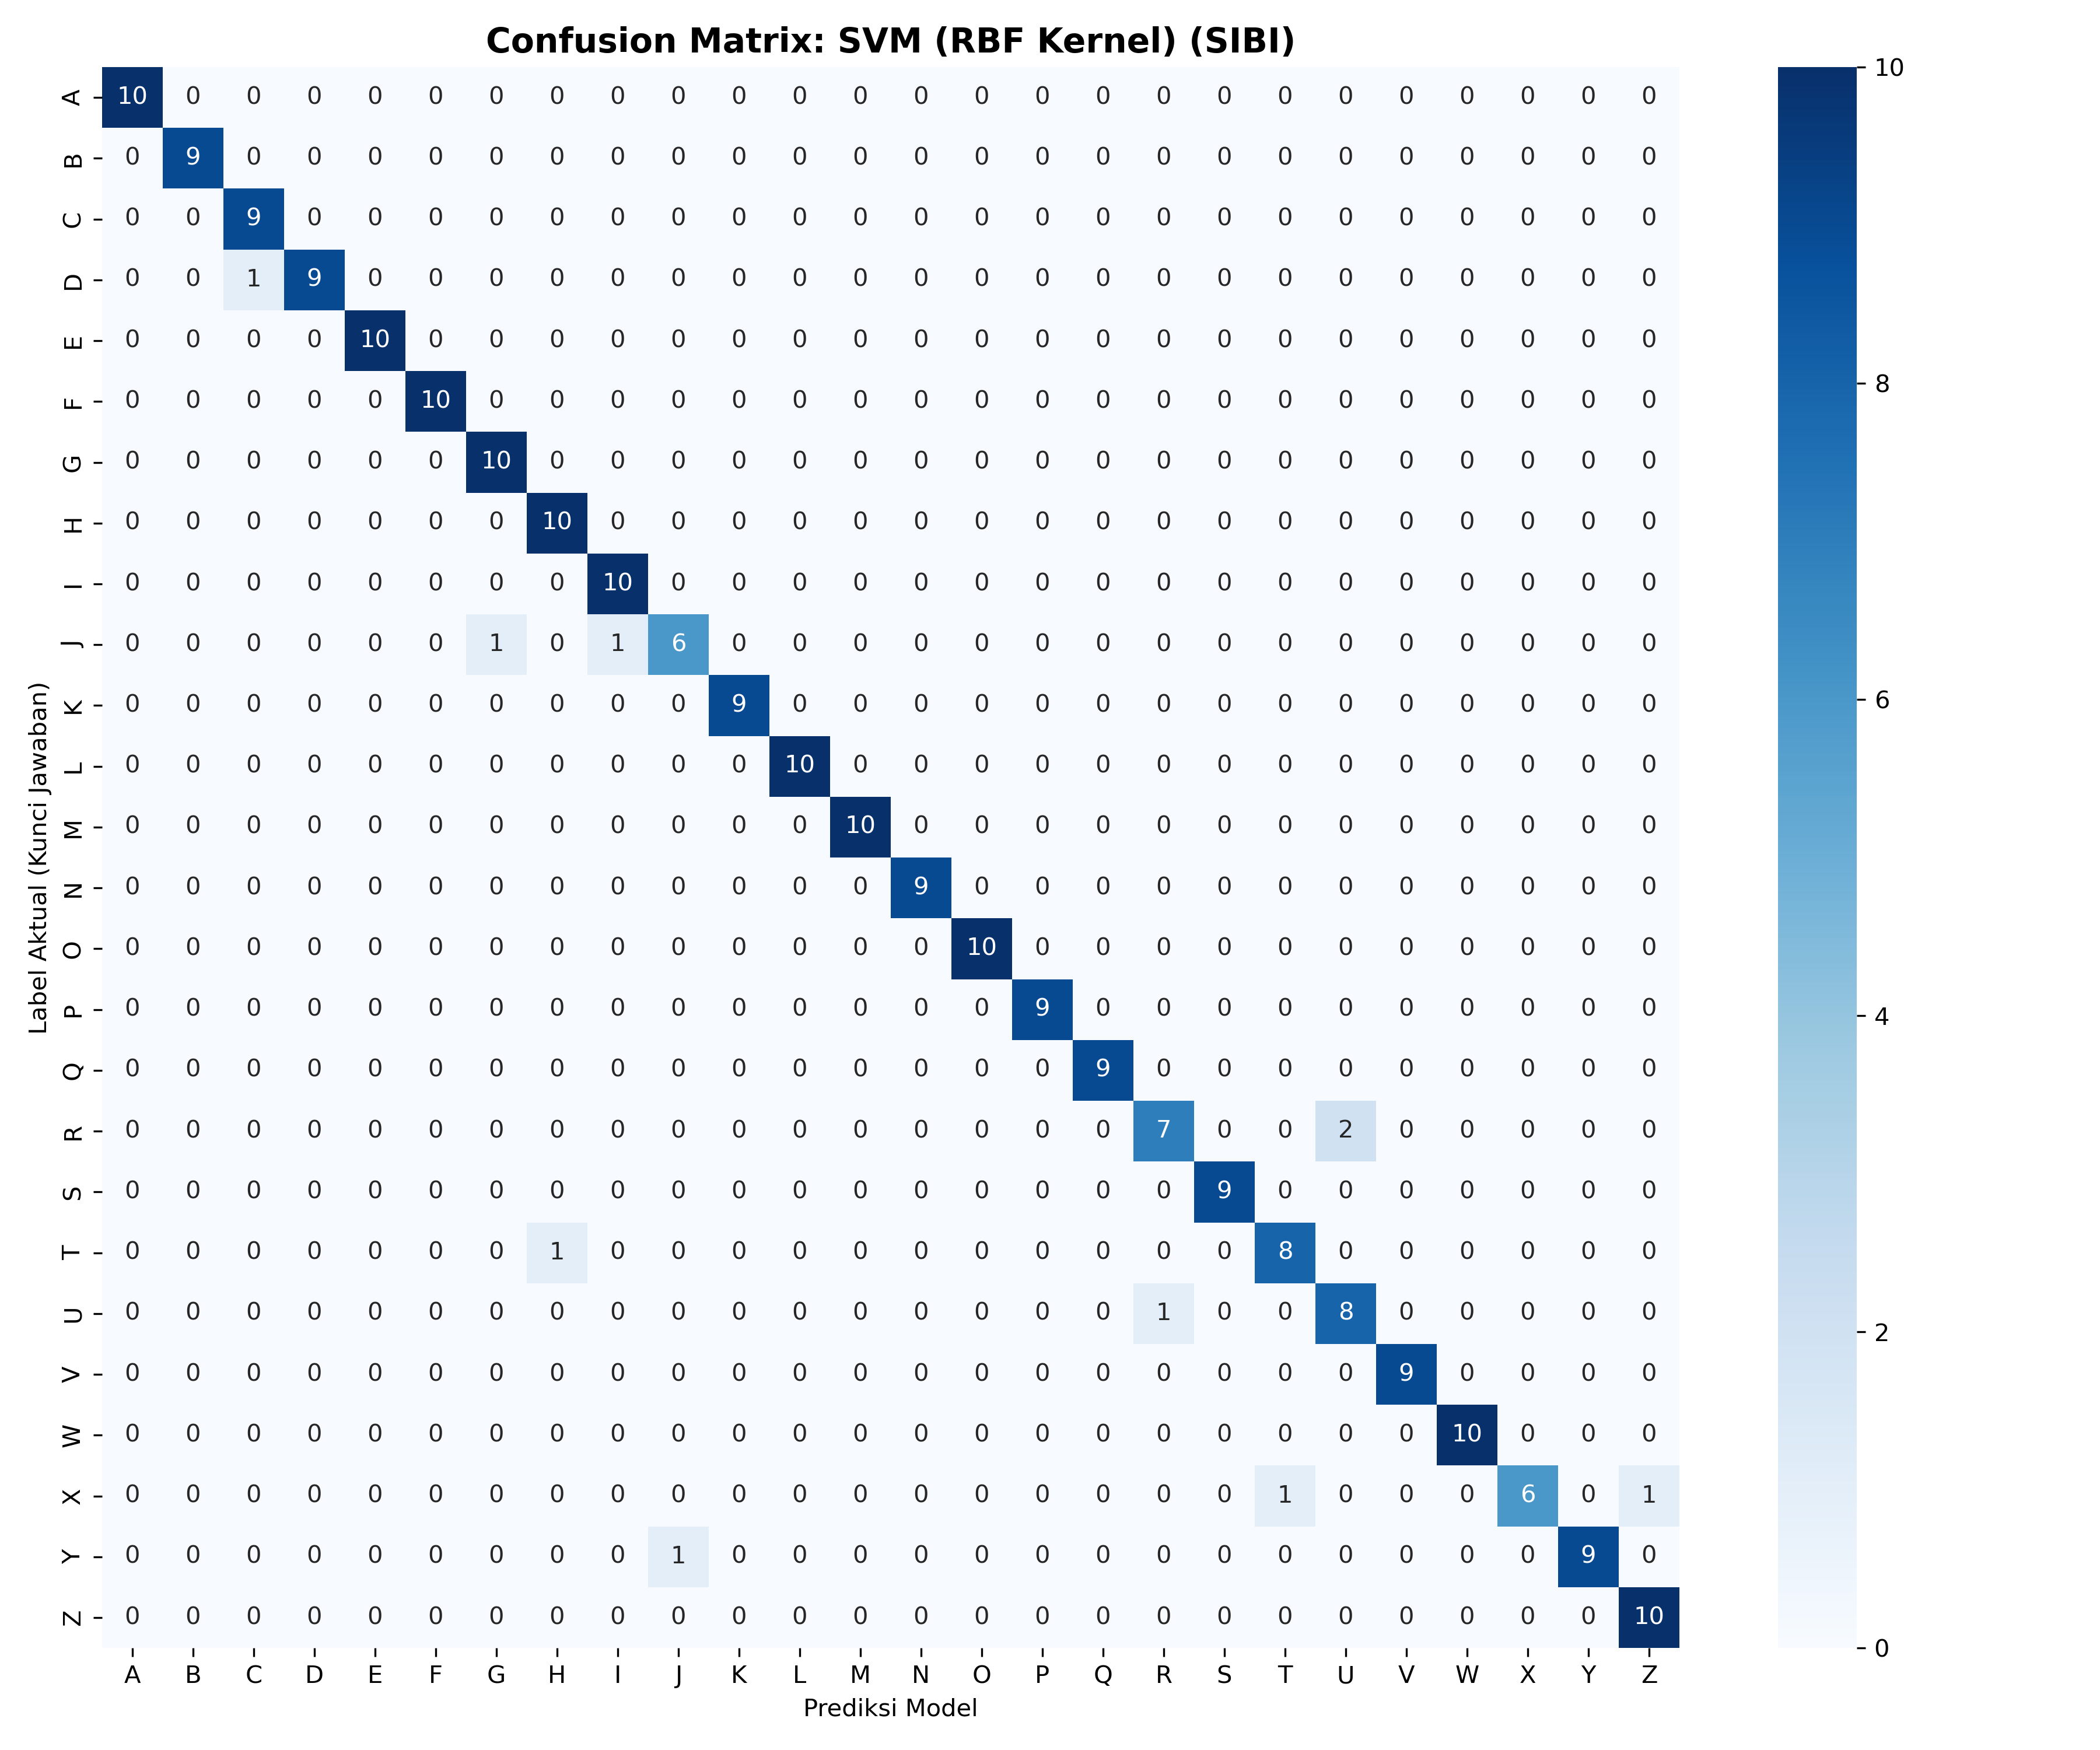 Confusion Matrix: SVM (RBF Kernel) (SIBI)
Label Aktual (Kunci Jawaban)
A 10 0 0 0 0 0 0 0 0 0 0 0 0 0 0 0 0 0 0 0 0 0 0 0 0 0
B 0 9 0 0 0 0 0 0 0 0 0 0 0 0 0 0 0 0 0 0 0 0 0 0 0 0
C 0 0 9 0 0 0 0 0 0 0 0 0 0 0 0 0 0 0 0 0 0 0 0 0 0 0
D 0 0 1 9 0 0 0 0 0 0 0 0 0 0 0 0 0 0 0 0 0 0 0 0 0 0
E 0 0 0 0 10 0 0 0 0 0 0 0 0 0 0 0 0 0 0 0 0 0 0 0 0 0
F 0 0 0 0 0 10 0 0 0 0 0 0 0 0 0 0 0 0 0 0 0 0 0 0 0 0
G 0 0 0 0 0 0 10 0 0 0 0 0 0 0 0 0 0 0 0 0 0 0 0 0 0 0
H 0 0 0 0 0 0 0 10 0 0 0 0 0 0 0 0 0 0 0 0 0 0 0 0 0 0
I 0 0 0 0 0 0 0 0 10 0 0 0 0 0 0 0 0 0 0 0 0 0 0 0 0 0
J 0 0 0 0 0 0 1 0 1 6 0 0 0 0 0 0 0 0 0 0 0 0 0 0 0 0
K 0 0 0 0 0 0 0 0 0 0 9 0 0 0 0 0 0 0 0 0 0 0 0 0 0 0
L 0 0 0 0 0 0 0 0 0 0 0 10 0 0 0 0 0 0 0 0 0 0 0 0 0 0
M 0 0 0 0 0 0 0 0 0 0 0 0 10 0 0 0 0 0 0 0 0 0 0 0 0 0
N 0 0 0 0 0 0 0 0 0 0 0 0 0 9 0 0 0 0 0 0 0 0 0 0 0 0
O 0 0 0 0 0 0 0 0 0 0 0 0 0 0 10 0 0 0 0 0 0 0 0 0 0 0
P 0 0 0 0 0 0 0 0 0 0 0 0 0 0 0 9 0 0 0 0 0 0 0 0 0 0
Q 0 0 0 0 0 0 0 0 0 0 0 0 0 0 0 0 9 0 0 0 0 0 0 0 0 0
R 0 0 0 0 0 0 0 0 0 0 0 0 0 0 0 0 0 7 0 0 2 0 0 0 0 0
S 0 0 0 0 0 0 0 0 0 0 0 0 0 0 0 0 0 0 9 0 0 0 0 0 0 0
T 0 0 0 0 0 0 0 1 0 0 0 0 0 0 0 0 0 0 0 8 0 0 0 0 0 0
U 0 0 0 0 0 0 0 0 0 0 0 0 0 0 0 0 0 1 0 0 8 0 0 0 0 0
V 0 0 0 0 0 0 0 0 0 0 0 0 0 0 0 0 0 0 0 0 0 9 0 0 0 0
W 0 0 0 0 0 0 0 0 0 0 0 0 0 0 0 0 0 0 0 0 0 0 10 0 0 0
X 0 0 0 0 0 0 0 0 0 0 0 0 0 0 0 0 0 0 0 1 0 0 0 6 0 1
Y 0 0 0 0 0 0 0 0 0 1 0 0 0 0 0 0 0 0 0 0 0 0 0 0 9 0
Z 0 0 0 0 0 0 0 0 0 0 0 0 0 0 0 0 0 0 0 0 0 0 0 0 0 10
A B C D E F G H I J K L M N O P Q R S T U V W X Y Z
Prediksi Model
10
8
6
4
2
0